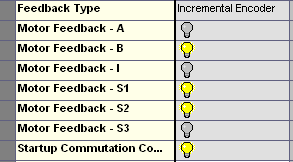 Feedback Type Incremental Encoder
Motor Feedback - A
Motor Feedback - B
Motor Feedback - I
Motor Feedback - S1
Motor Feedback - S2
Motor Feedback - S3
Startup Commutation Co...